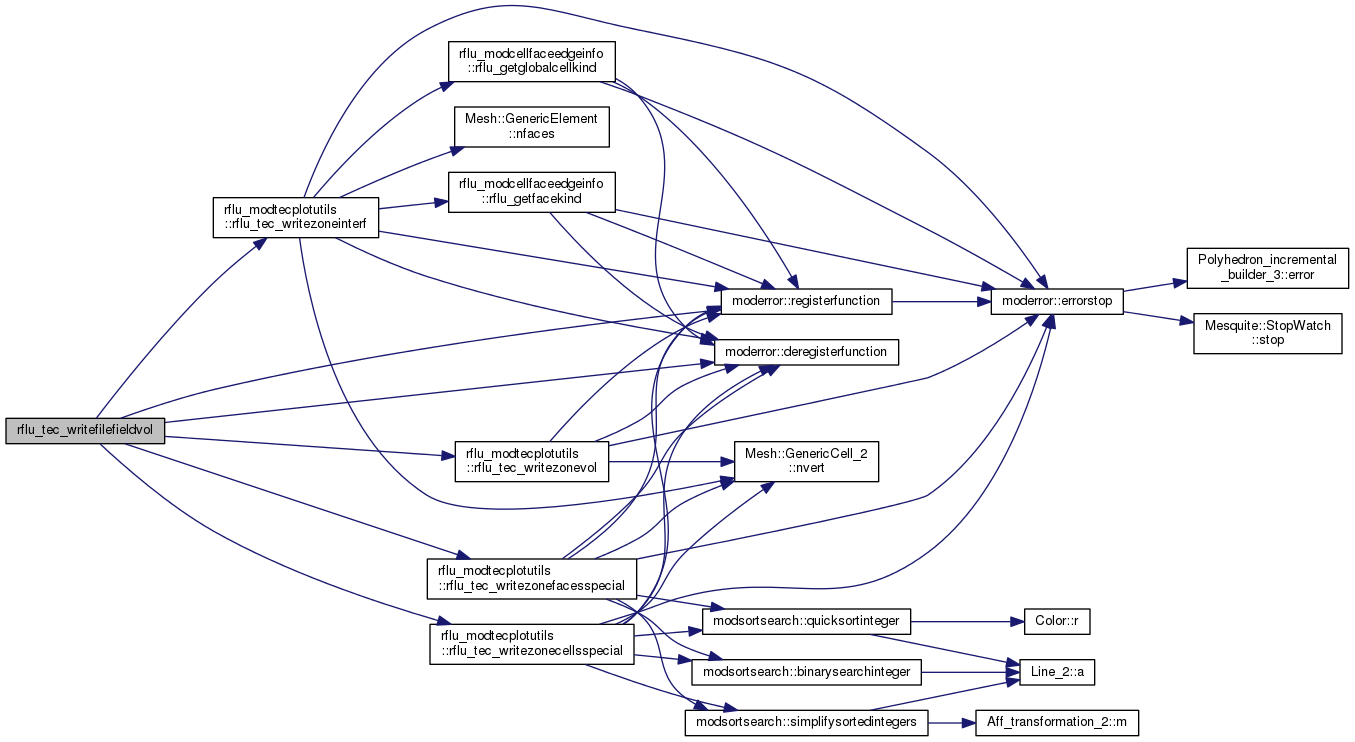 rflu_tec_writefilefieldvol
rflu_modtecplotutils
::rflu_tec_writezoneinterf
rflu_modcellfaceedgeinfo
::rflu_getglobalcellkind
Mesh::GenericElement
::nfaces
rflu_modcellfaceedgeinfo
::rflu_getfacekind
moderror::registerfunction
moderror::deregisterfunction
moderror::errorstop
Polyhedron_incremental
_builder_3::error
Mesquite::StopWatch
::stop
rflu_modtecplotutils
::rflu_tec_writezonevol
Mesh::GenericCell_2
::nvert
rflu_modtecplotutils
::rflu_tec_writezonefacesspecial
rflu_modtecplotutils
::rflu_tec_writezonecellsspecial
modsortsearch::quicksortinteger
modsortsearch::binarysearchinteger
modsortsearch::simplifysortedintegers
Color::r
Line_2::a
Aff_transformation_2::m